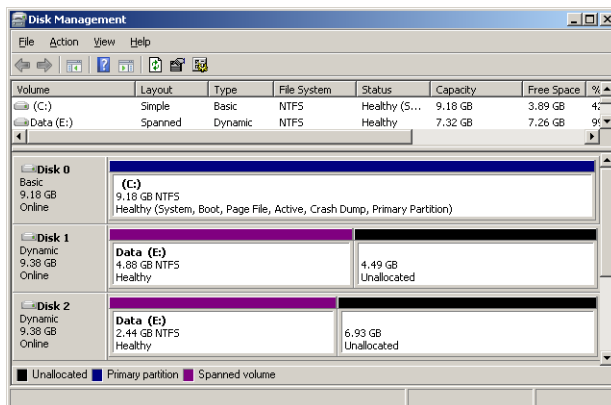 Disk Management
File Action View Help
Volume Layout Type File System Status Capacity Free Space %
(C:) Simple Basic NTFS Healthy (S... 9.18 GB 3.89 GB 42
Data (E:) Spanned Dynamic NTFS Healthy 7.32 GB 7.26 GB 99
Disk 0
Basic
9.18 GB
Online
(C:)
9.18 GB NTFS
Healthy (System, Boot, Page File, Active, Crash Dump, Primary Partition)
Disk 1
Dynamic
9.38 GB
Online
Data (E:)
4.88 GB NTFS
Healthy
4.49 GB
Unallocated
Disk 2
Dynamic
9.38 GB
Online
Data (E:)
2.44 GB NTFS
Healthy
6.93 GB
Unallocated
Unallocated Primary partition Spanned volume